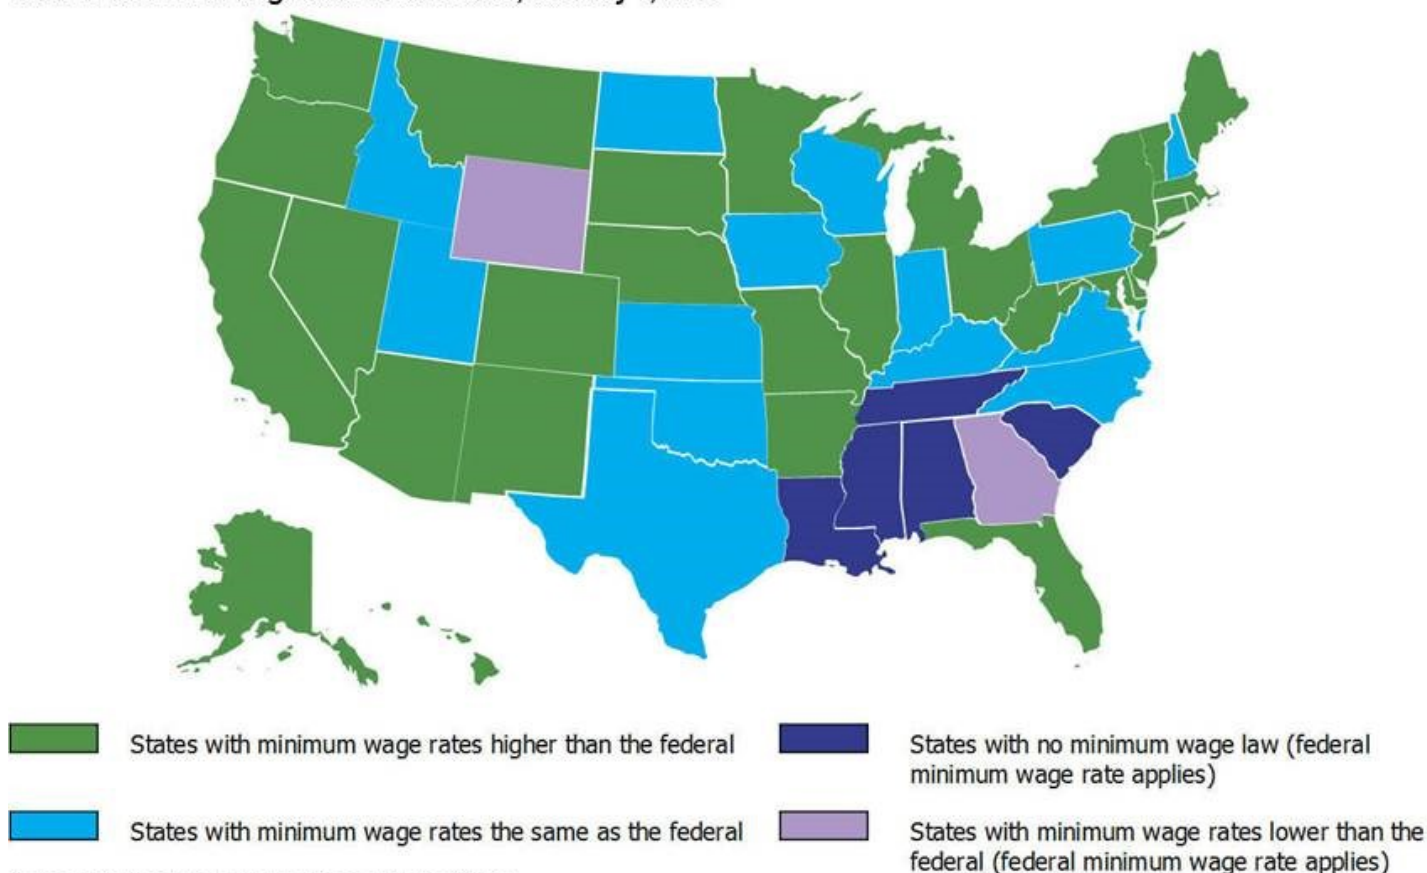 States with minimum wage rates higher than the federal
States with no minimum wage law (federal
minimum wage rate applies)
States with minimum wage rates the same as the federal
States with minimum wage rates lower than the
federal (federal minimum wage rate applies)